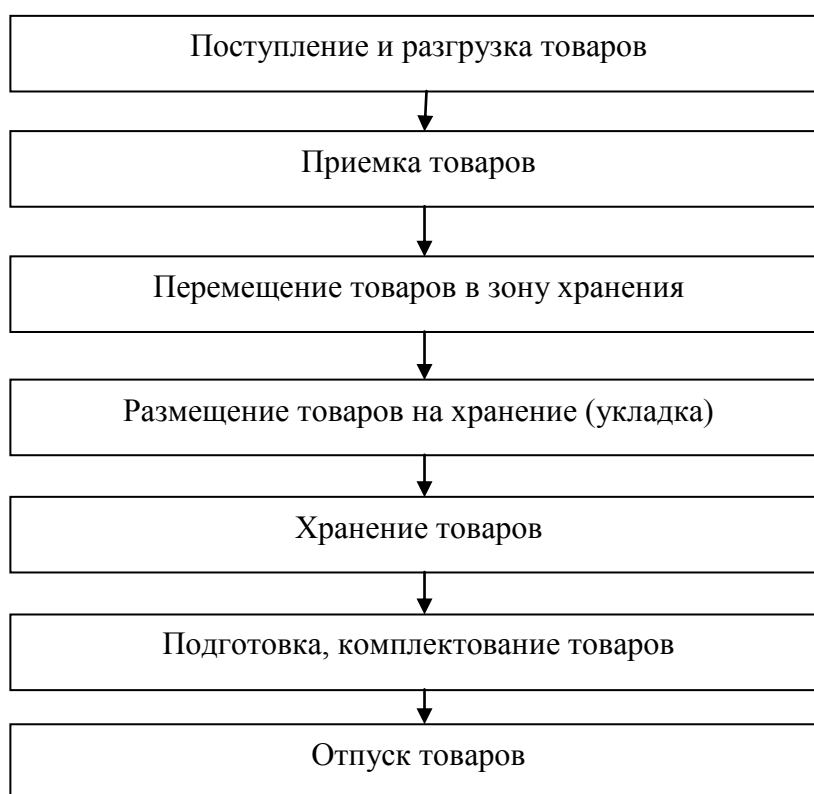 Поступление и разгрузка товаров
Приемка товаров
Перемещение товаров в зону хранения
Размещение товаров на хранение (укладка)
Хранение товаров
Подготовка, комплектование товаров
Отпуск товаров